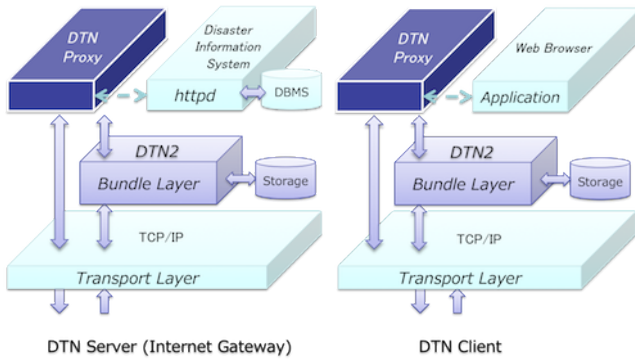 DTN
Proxy
Disaster
Information
System
httpd
DBMS
DTN2
Bundle Layer
Storage
TCP/IP
Transport Layer
DTN Server (Internet Gateway)
DTN
Proxy
Web Browser
Application
DTN2
Bundle Layer
Storage
TCP/IP
Transport Layer
DTN Client